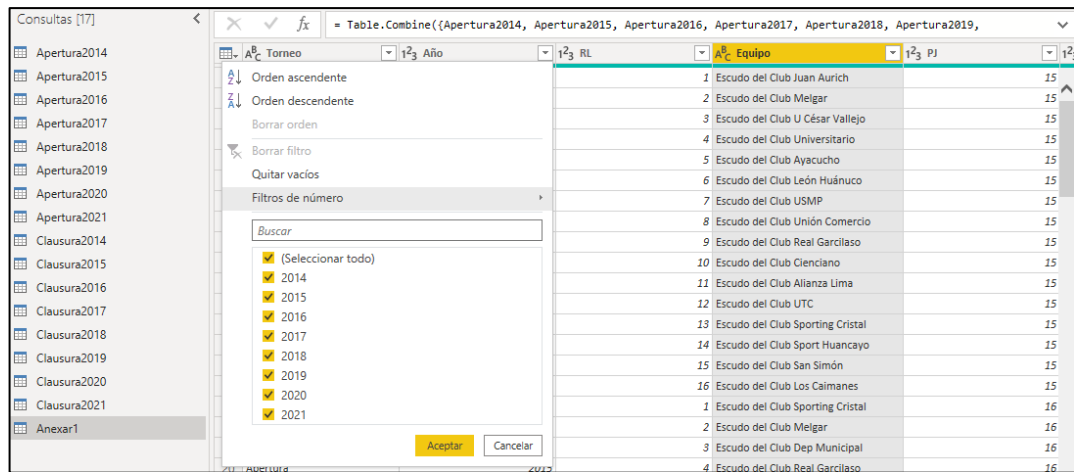 Consultas [17]
fx
= Table.Combine({Apertura2014, Apertura2015, Apertura2016, Apertura2017, Apertura2018, Apertura2019,
Apertura2014
Apertura2015
Apertura2016
Apertura2017
Apertura2018
Apertura2019
Apertura2020
Apertura2021
Clausura2014
Clausura2015
Clausura2016
Clausura2017
Clausura2018
Clausura2019
Clausura2020
Clausura2021
Anexar1
ABC Torneo 123 Año 123 RL ABC Equipo 123 PJ 12
Orden ascendente
Orden descendente
Borrar orden
Borrar filtro
Quitar vacíos
Filtros de número
Buscar
(Seleccionar todo)
2014
2015
2016
2017
2018
2019
2020
2021
Aceptar Cancelar
1 Escudo del Club Juan Aurich 15
2 Escudo del Club Melgar 15
3 Escudo del Club U César Vallejo 15
4 Escudo del Club Universitario 15
5 Escudo del Club Ayacucho 15
6 Escudo del Club León Huánuco 15
7 Escudo del Club USMP 15
8 Escudo del Club Unión Comercio 15
9 Escudo del Club Real Garcilaso 15
10 Escudo del Club Cienciano 15
11 Escudo del Club Alianza Lima 15
12 Escudo del Club UTC 15
13 Escudo del Club Sporting Cristal 15
14 Escudo del Club Sport Huancayo 15
15 Escudo del Club San Simón 15
16 Escudo del Club Los Caimanes 15
1 Escudo del Club Sporting Cristal 16
2 Escudo del Club Melgar 16
3 Escudo del Club Dep Municipal 16
20 Apertura 2015 4 Escudo del Club Real Garcilaso 16